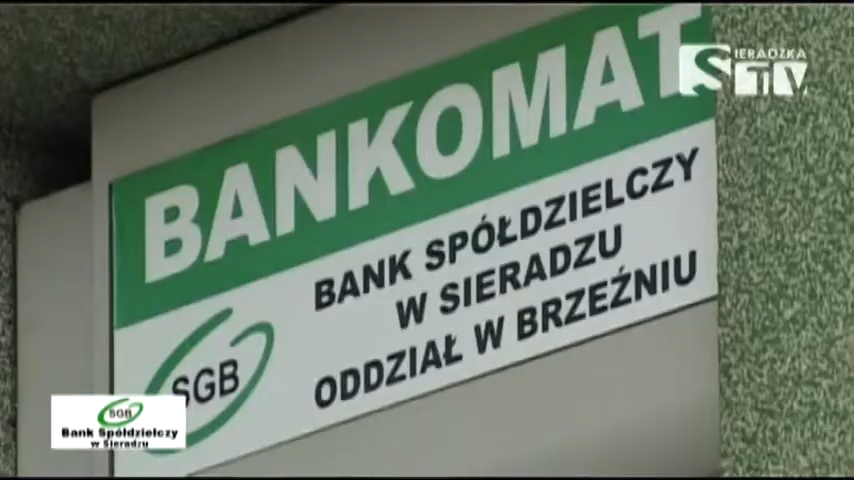 SIERADZKA
STV
BANKOMAT
BANK SPÓŁDZIELCZY
W SIERADZU
ODDZIAŁ W BRZEŹNIU
SGB
SGB
Bank Spółdzielczy
w Sieradzu